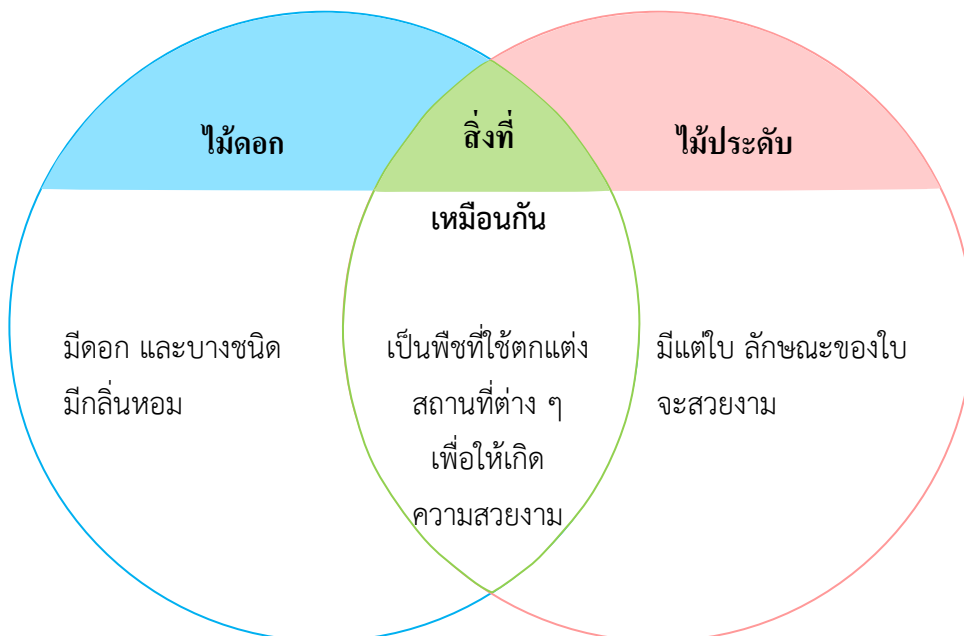 ไม้ดอก
สิ่งที่
เหมือนกัน
ไม้ประดับ
มีดอก และบางชนิด
มีกลิ่นหอม
เป็นพืชที่ใช้ตกแต่ง
สถานที่ต่าง ๆ
เพื่อให้เกิด
ความสวยงาม
มีแต่ใบ ลักษณะของใบ
จะสวยงาม